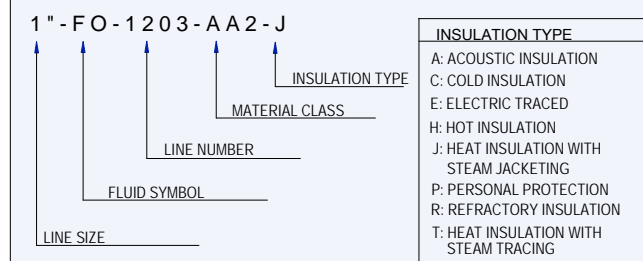 1"-FO-1203-AA2-J
INSULATION TYPE
MATERIAL CLASS
LINE NUMBER
FLUID SYMBOL
LINE SIZE
INSULATION TYPE
A: ACOUSTIC INSULATION
C: COLD INSULATION
E: ELECTRIC TRACED
H: HOT INSULATION
J: HEAT INSULATION WITH
STEAM JACKETING
P: PERSONAL PROTECTION
R: REFRACTORY INSULATION
T: HEAT INSULATION WITH
STEAM TRACING